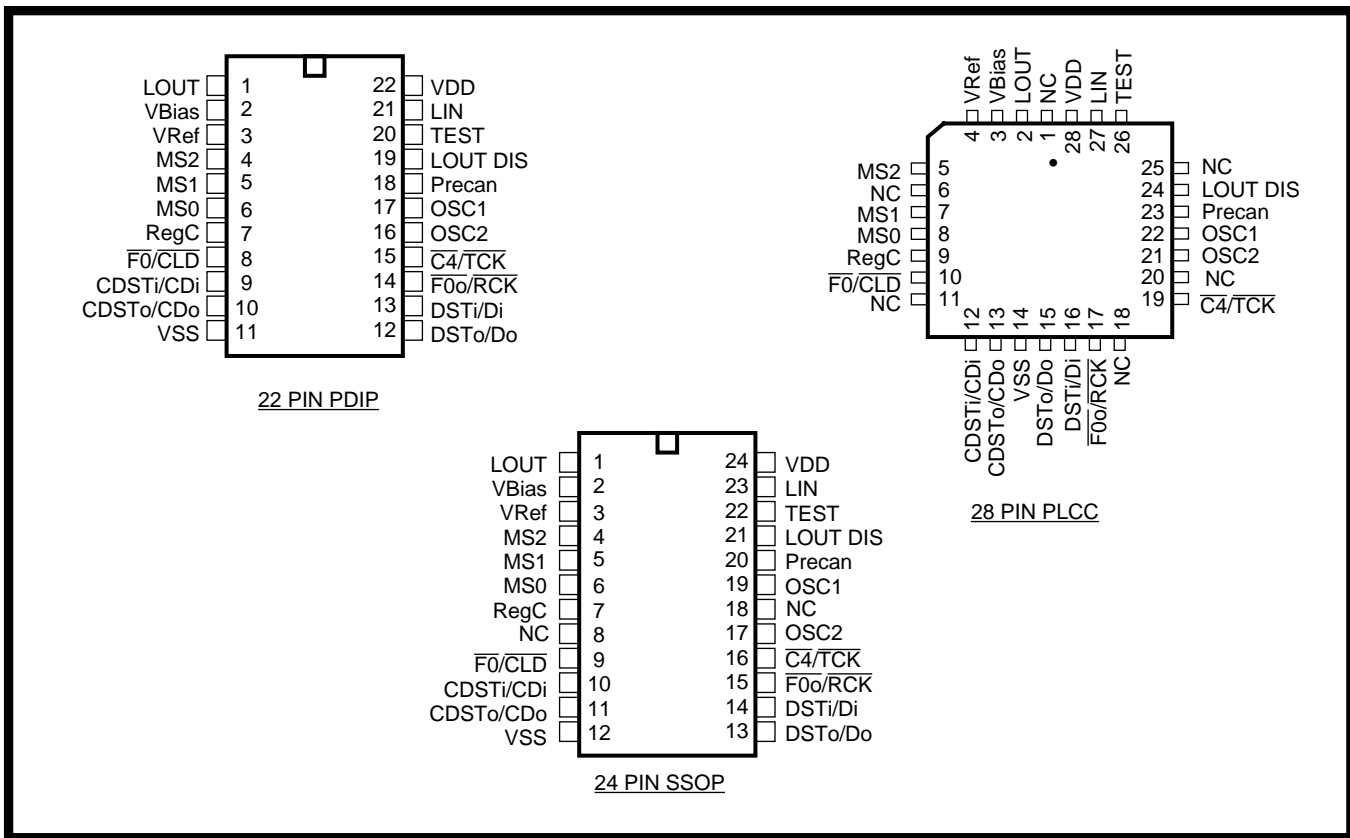 LOUT 1 22 VDD
VBias 2 21 LIN
VRef 3 20 TEST
MS2 4 19 LOUT DIS
MS1 5 18 Precan
MS0 6 17 OSC1
RegC 7 16 OSC2
F0/CLD 8 15 C4/TCK
CDSTi/CDi 9 14 F0o/RCK
CDSTo/CDo 10 13 DSTi/Di
VSS 11 12 DSTo/Do
22 PIN PDIP
VRef VBias LOUT NC VDD LIN TEST
4 3 2 1 28 27 26
MS2 5 25 NC
NC 6 24 LOUT DIS
MS1 7 23 Precan
MS0 8 22 OSC1
RegC 9 21 OSC2
F0/CLD 10 20 NC
NC 11 19 C4/TCK
12 13 14 15 16 17 18
CDSTi/CDi CDSTo/CDo VSS DSTo/Do DSTi/Di F0o/RCK NC
28 PIN PLCC
LOUT 1 24 VDD
VBias 2 23 LIN
VRef 3 22 TEST
MS2 4 21 LOUT DIS
MS1 5 20 Precan
MS0 6 19 OSC1
RegC 7 18 NC
NC 8 17 OSC2
F0/CLD 9 16 C4/TCK
CDSTi/CDi 10 15 F0o/RCK
CDSTo/CDo 11 14 DSTi/Di
VSS 12 13 DSTo/Do
24 PIN SSOP